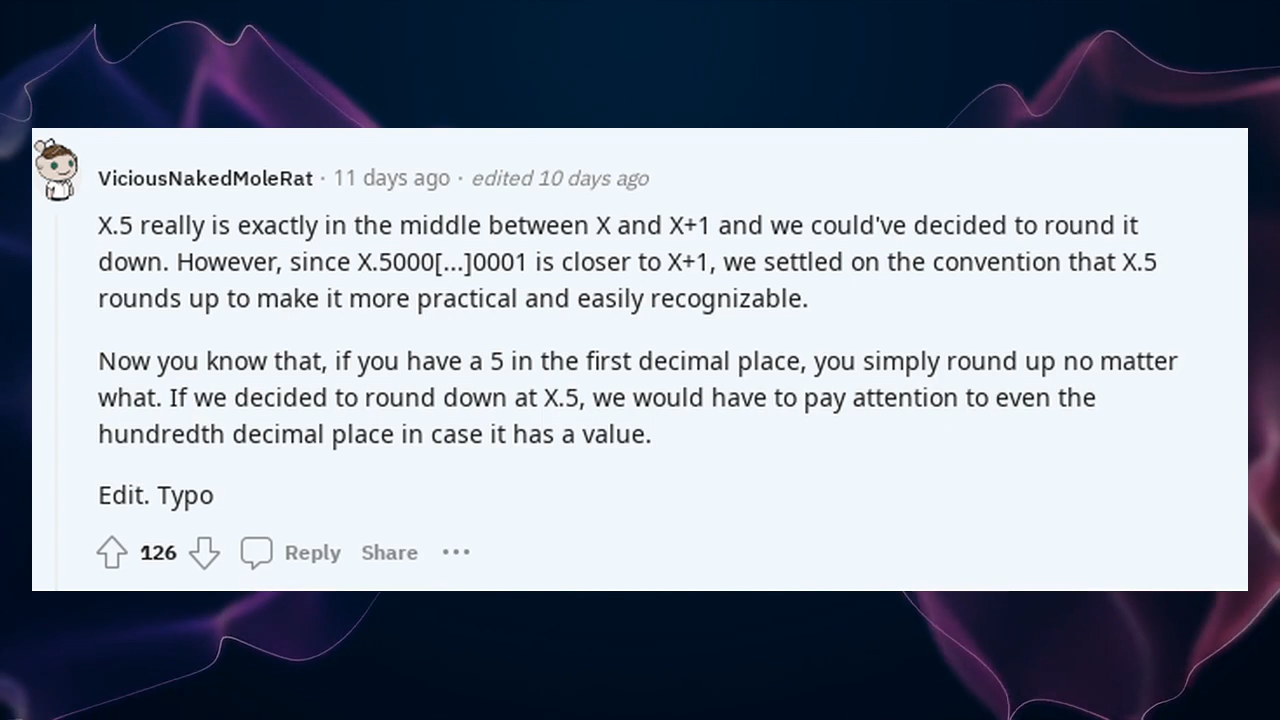 ViciousNakedMoleRat · 11 days ago · edited 10 days ago
X.5 really is exactly in the middle between X and X+1 and we could've decided to round it
down. However, since X.5000[...]0001 is closer to X+1, we settled on the convention that X.5
rounds up to make it more practical and easily recognizable.
Now you know that, if you have a 5 in the first decimal place, you simply round up no matter
what. If we decided to round down at X.5, we would have to pay attention to even the
hundredth decimal place in case it has a value.
Edit. Typo
126 Reply Share •••